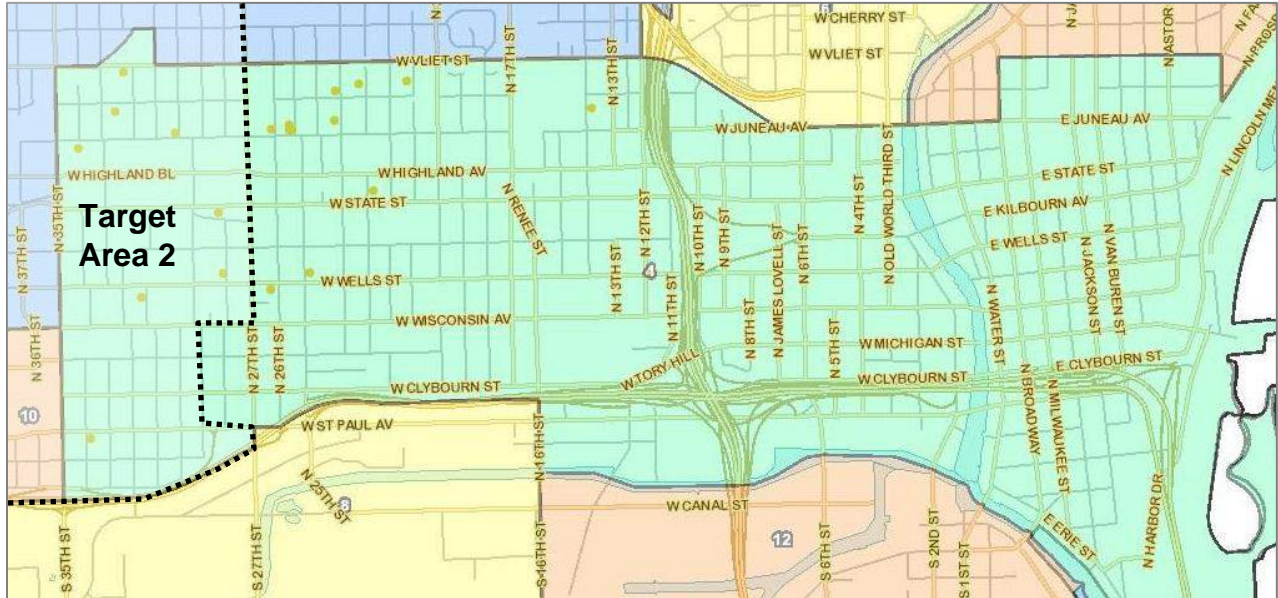 W CHERRY ST
W VLIET ST
W VLIET ST
N 17TH ST
N 13TH ST
N ASTOR
N PROSP
N LINCOLN MEM
W JUNEAU AV
E JUNEAU AV
W HIGHLAND BL
W HIGHLAND AV
E STATE ST
N 35TH ST
Target
Area 2
W STATE ST
N RENEE ST
N 12TH ST
N 10TH ST
N 9TH ST
N JAMES LOVELL ST
N 6TH ST
N 4TH ST
N OLD WORLD THIRD ST
E KILBOURN AV
E WELLS ST
N 37TH ST
W WELLS ST
N 13TH ST
4
N JACKSON ST
N VAN BUREN ST
N 36TH ST
N 27TH ST
N 26TH ST
W WISCONSIN AV
N 11TH ST
N 8TH ST
N 5TH ST
W MICHIGAN ST
N WATER ST
W TORY HILL
W CLYBOURN ST
W CLYBOURN ST
E CLYBOURN ST
10
W ST PAUL AV
N 16TH ST
N BROADWAY
N MILWAUKEE ST
N 25TH ST
8
W CANAL ST
12
E ERIE ST
N HARBOR DR
S 35TH ST
S 27TH ST
S 16TH ST
S 6TH ST
S 2ND ST
S 1ST ST